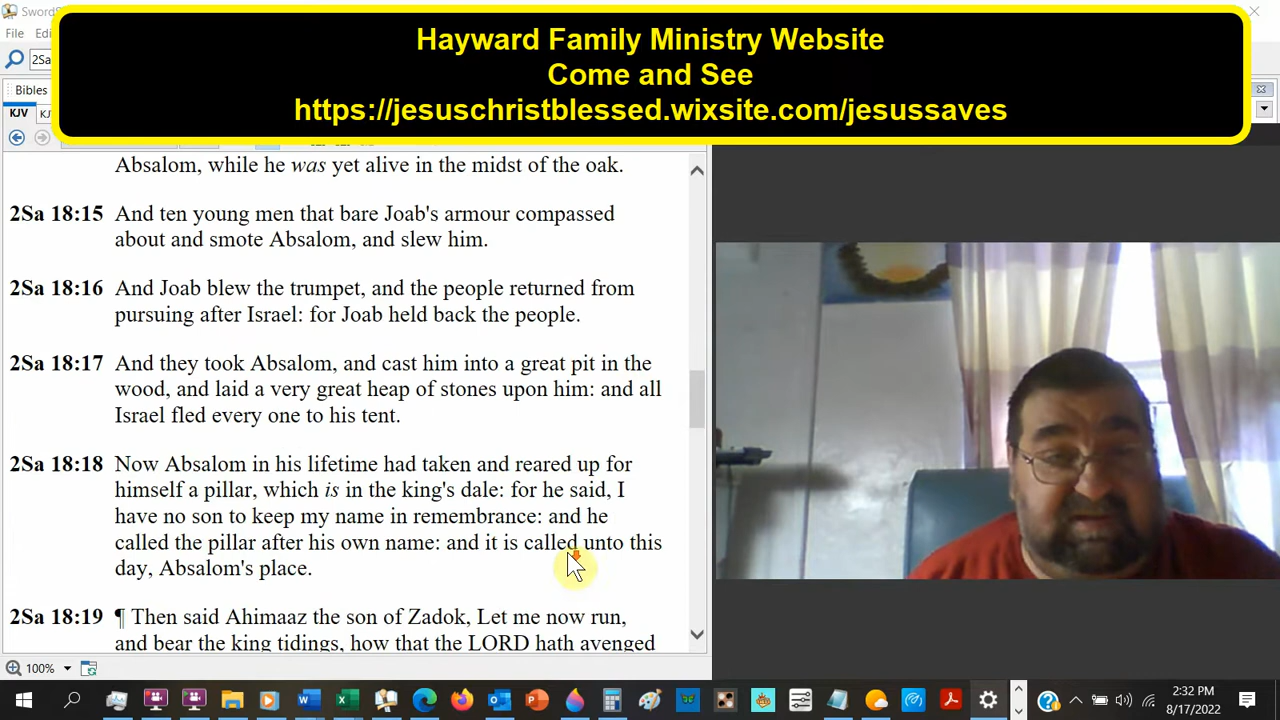 SwordS
File Edi
Hayward Family Ministry Website
Come and See
https://jesuschristblessed.wixsite.com/jesussaves
2Sa
Bibles
KJV KJ
Absalom, while he was yet alive in the midst of the oak.
2Sa 18:15 And ten young men that bare Joab's armour compassed
about and smote Absalom, and slew him.
2Sa 18:16 And Joab blew the trumpet, and the people returned from
pursuing after Israel: for Joab held back the people.
2Sa 18:17 And they took Absalom, and cast him into a great pit in the
wood, and laid a very great heap of stones upon him: and all
Israel fled every one to his tent.
2Sa 18:18 Now Absalom in his lifetime had taken and reared up for
himself a pillar, which is in the king's dale: for he said, I
have no son to keep my name in remembrance: and he
called the pillar after his own name: and it is called unto this
day, Absalom's place.
2Sa 18:19 ¶ Then said Ahimaaz the son of Zadok, Let me now run,
and bear the king tidings, how that the LORD hath avenged
100%
2:32 PM
8/17/2022